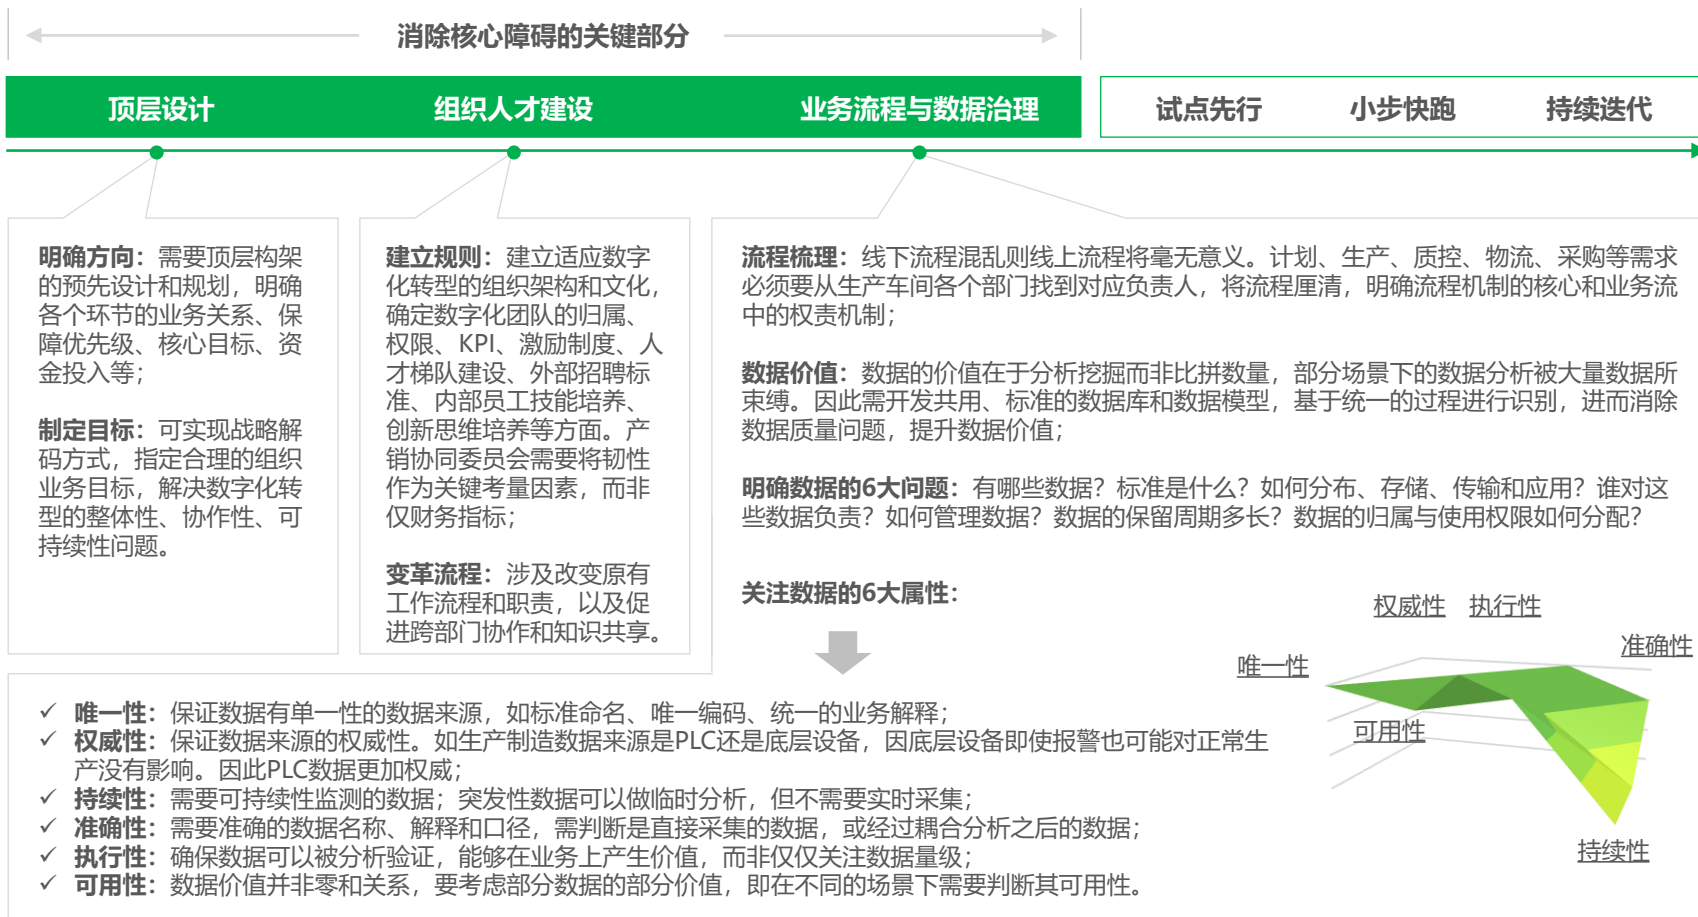 消除核心障碍的关键部分
顶层设计
组织人才建设
业务流程与数据治理
试点先行
小步快跑
持续迭代
明确方向：需要顶层构架
的预先设计和规划，明确
各个环节的业务关系、保
障优先级、核心目标、资
金投入等；
制定目标：可实现战略解
码方式，指定合理的组织
业务目标，解决数字化转
型的整体性、协作性、可
持续性问题。
建立规则：建立适应数字
化转型的组织架构和文化，
确定数字化团队的归属、
权限、KPI、激励制度、人
才梯队建设、外部招聘标
准、内部员工技能培养、
创新思维培养等方面。产
销协同委员会需要将韧性
作为关键考量因素，而非
仅财务指标；
变革流程：涉及改变原有
工作流程和职责，以及促
进跨部门协作和知识共享。
流程梳理：线下流程混乱则线上流程将毫无意义。计划、生产、质控、物流、采购等需求
必须要从生产车间各个部门找到对应负责人，将流程厘清，明确流程机制的核心和业务流
中的权责机制；
数据价值：数据的价值在于分析挖掘而非比拼数量，部分场景下的数据分析被大量数据所
束缚。因此需开发共用、标准的数据库和数据模型，基于统一的过程进行识别，进而消除
数据质量问题，提升数据价值；
明确数据的6大问题：有哪些数据？标准是什么？如何分布、存储、传输和应用？谁对这
些数据负责？如何管理数据？数据的保留周期多长？数据的归属与使用权限如何分配？
关注数据的6大属性：
权威性
执行性
准确性
唯一性
可用性
持续性
✓ 唯一性：保证数据有单一性的数据来源，如标准命名、唯一编码、统一的业务解释；
✓ 权威性：保证数据来源的权威性。如生产制造数据来源是PLC还是底层设备，因底层设备即使报警也可能对正常生
产没有影响。因此PLC数据更加权威；
✓ 持续性：需要可持续性监测的数据；突发性数据可以做临时分析，但不需要实时采集；
✓ 准确性：需要准确的数据名称、解释和口径，需判断是直接采集的数据，或经过耦合分析之后的数据；
✓ 执行性：确保数据可以被分析验证，能够在业务上产生价值，而非仅仅关注数据量级；
✓ 可用性：数据价值并非零和关系，要考虑部分数据的部分价值，即在不同的场景下需要判断其可用性。